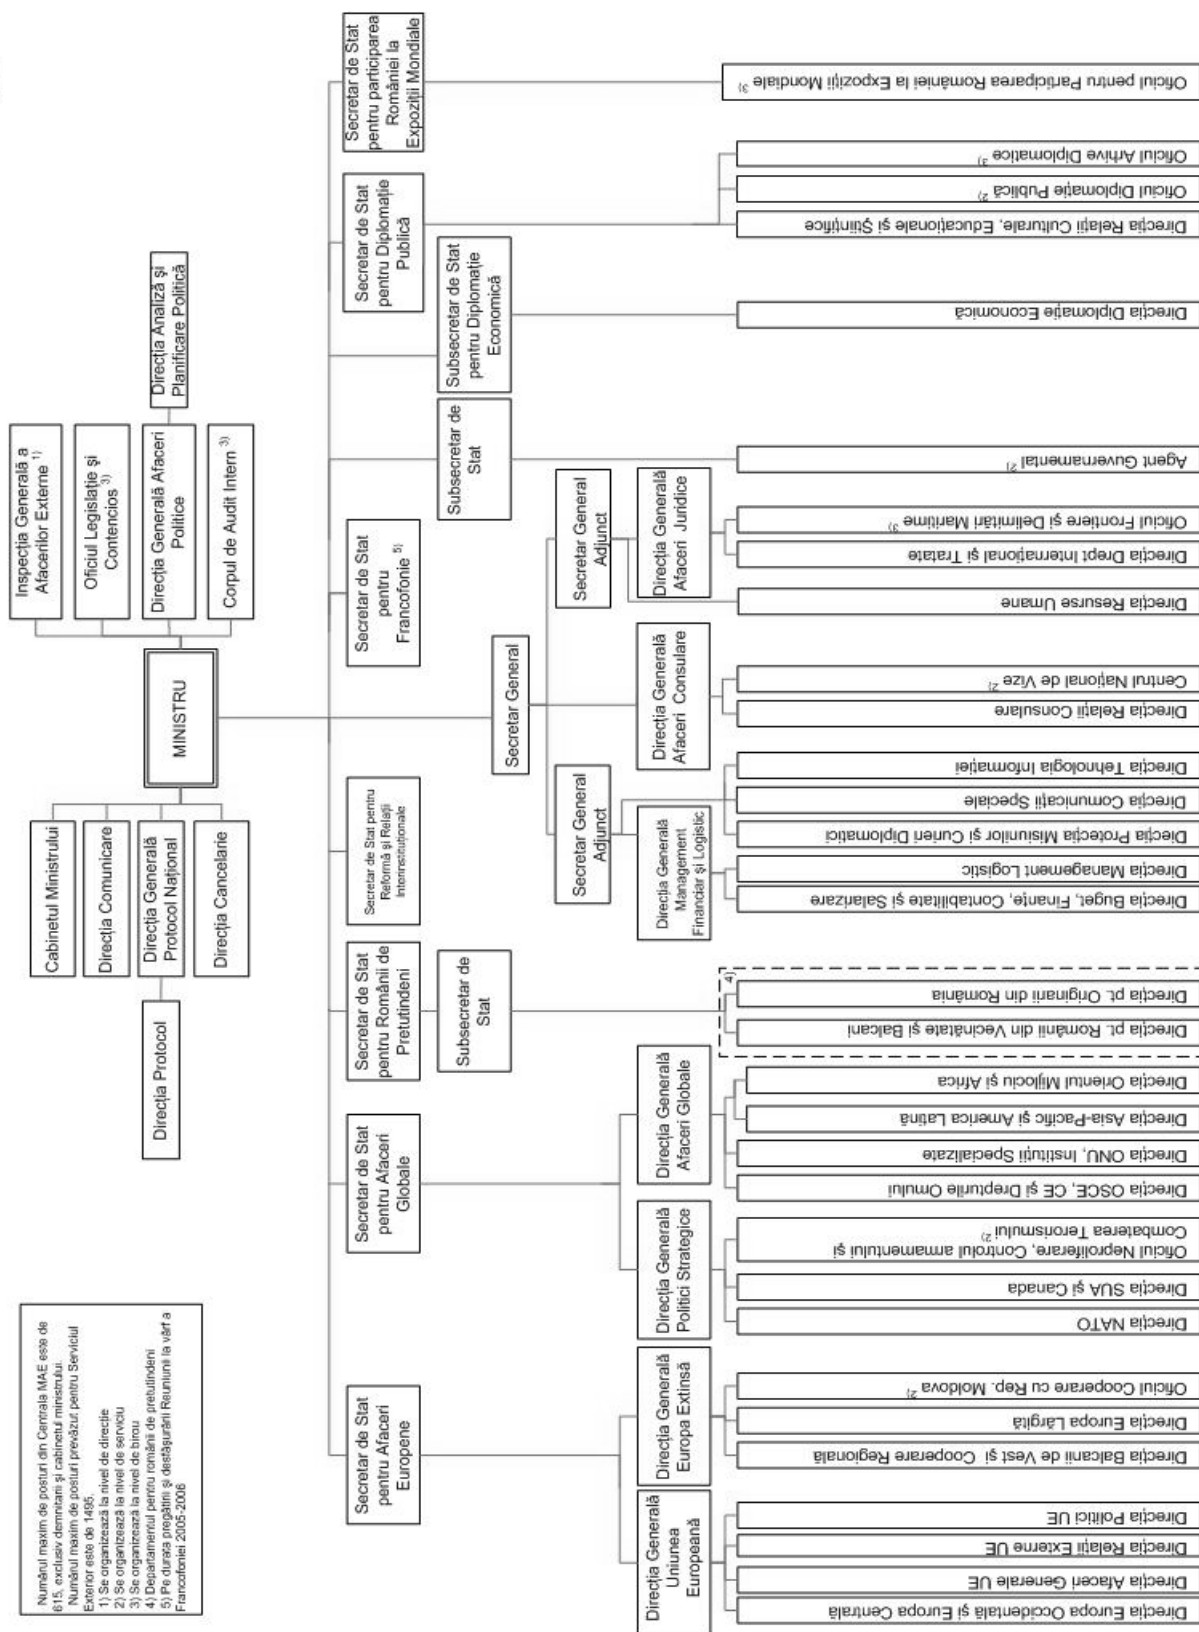 Inspecția Generală a
Afacerilor Externe 1)
Oficiul Legislație și
Contencios 3)
Direcția Generală Afaceri
Politice
Corpul de Audit Intern 3)
Direcția Analiză și
Planificare Politică
MINISTRU
Cabinetul Ministrului
Direcția Comunicare
Direcția Generală
Protocol Național
Direcția Cancelarie
Direcția Protocol
Numărul maxim de posturi din Centrala MAE este de
615, exclusiv demnitarii și cabinetul ministrului.
Numărul maxim de posturi prevăzut pentru Serviciul
Exterior este de 1495.
1) Se organizează la nivel de direcție
2) Se organizează la nivel de serviciu
3) Se organizează la nivel de birou
4) Departamentul pentru românii de pretutindeni
5) Pe durata pregătirii și desfășurării Reuniunii la vârf a
Francofoniei 2005-2006
Secretar de Stat
pentru Afaceri
Europene
Secretar de Stat
pentru Afaceri
Globale
Secretar de Stat
pentru Românii de
Pretutindeni
Secretar de Stat pentru
Reformă și Relații
Interinstituționale
Secretar de Stat
pentru
Francofonie 5)
Secretar de Stat
pentru Diplomație
Publică
Secretar de Stat
pentru participarea
României la
Expoziții Mondiale
Subsecretar de
Stat
Subsecretar de
Stat
Subsecretar de Stat
pentru Diplomație
Economică
Secretar General
Secretar General
Adjunct
Secretar General
Adjunct
Direcția Generală
Uniunea
Europeană
Direcția Generală
Europa Extinsă
Direcția Generală
Politici Strategice
Direcția Generală
Afaceri Globale
Direcția Generală
Management
Financiar și Logistic
Direcția Generală
Afaceri Consulare
Direcția Generală
Afaceri Juridice
Direcția Europa Occidentală și Europa Centrală
Direcția Afaceri Generale UE
Direcția Relații Externe UE
Direcția Politici UE
Direcția Balcanii de Vest și Cooperare Regională
Direcția Europa Lărgită
Oficiul Cooperare cu Rep. Moldova 2)
Direcția NATO
Direcția SUA și Canada
Oficiul Neproliferare, Controlul armamentului și
Combaterea Terorismului 2)
Direcția OSCE, CE și Drepturile Omului
Direcția ONU, Instituții Specializate
Direcția Asia-Pacific și America Latină
Direcția Orientul Mijlociu și Africa
4)
Direcția pt. Românii din Vecinătate și Balcani
Direcția pt. Originarii din România
Direcția Buget, Finanțe, Contabilitate și Salarizare
Direcția Management Logistic
Direcția Protecția Misiunilor și Curieri Diplomatici
Direcția Comunicații Speciale
Direcția Tehnologia Informației
Direcția Relații Consulare
Centrul Național de Vize 2)
Direcția Resurse Umane
Direcția Drept Internațional și Tratate
Oficiul Frontiere și Delimitări Maritime 3)
Agent Guvernamental 2)
Direcția Diplomație Economică
Direcția Relații Culturale, Educaționale și Științifice
Oficiul Diplomație Publică 2)
Oficiul Arhive Diplomatice 3)
Oficiul pentru Participarea României la Expoziții Mondiale 3)